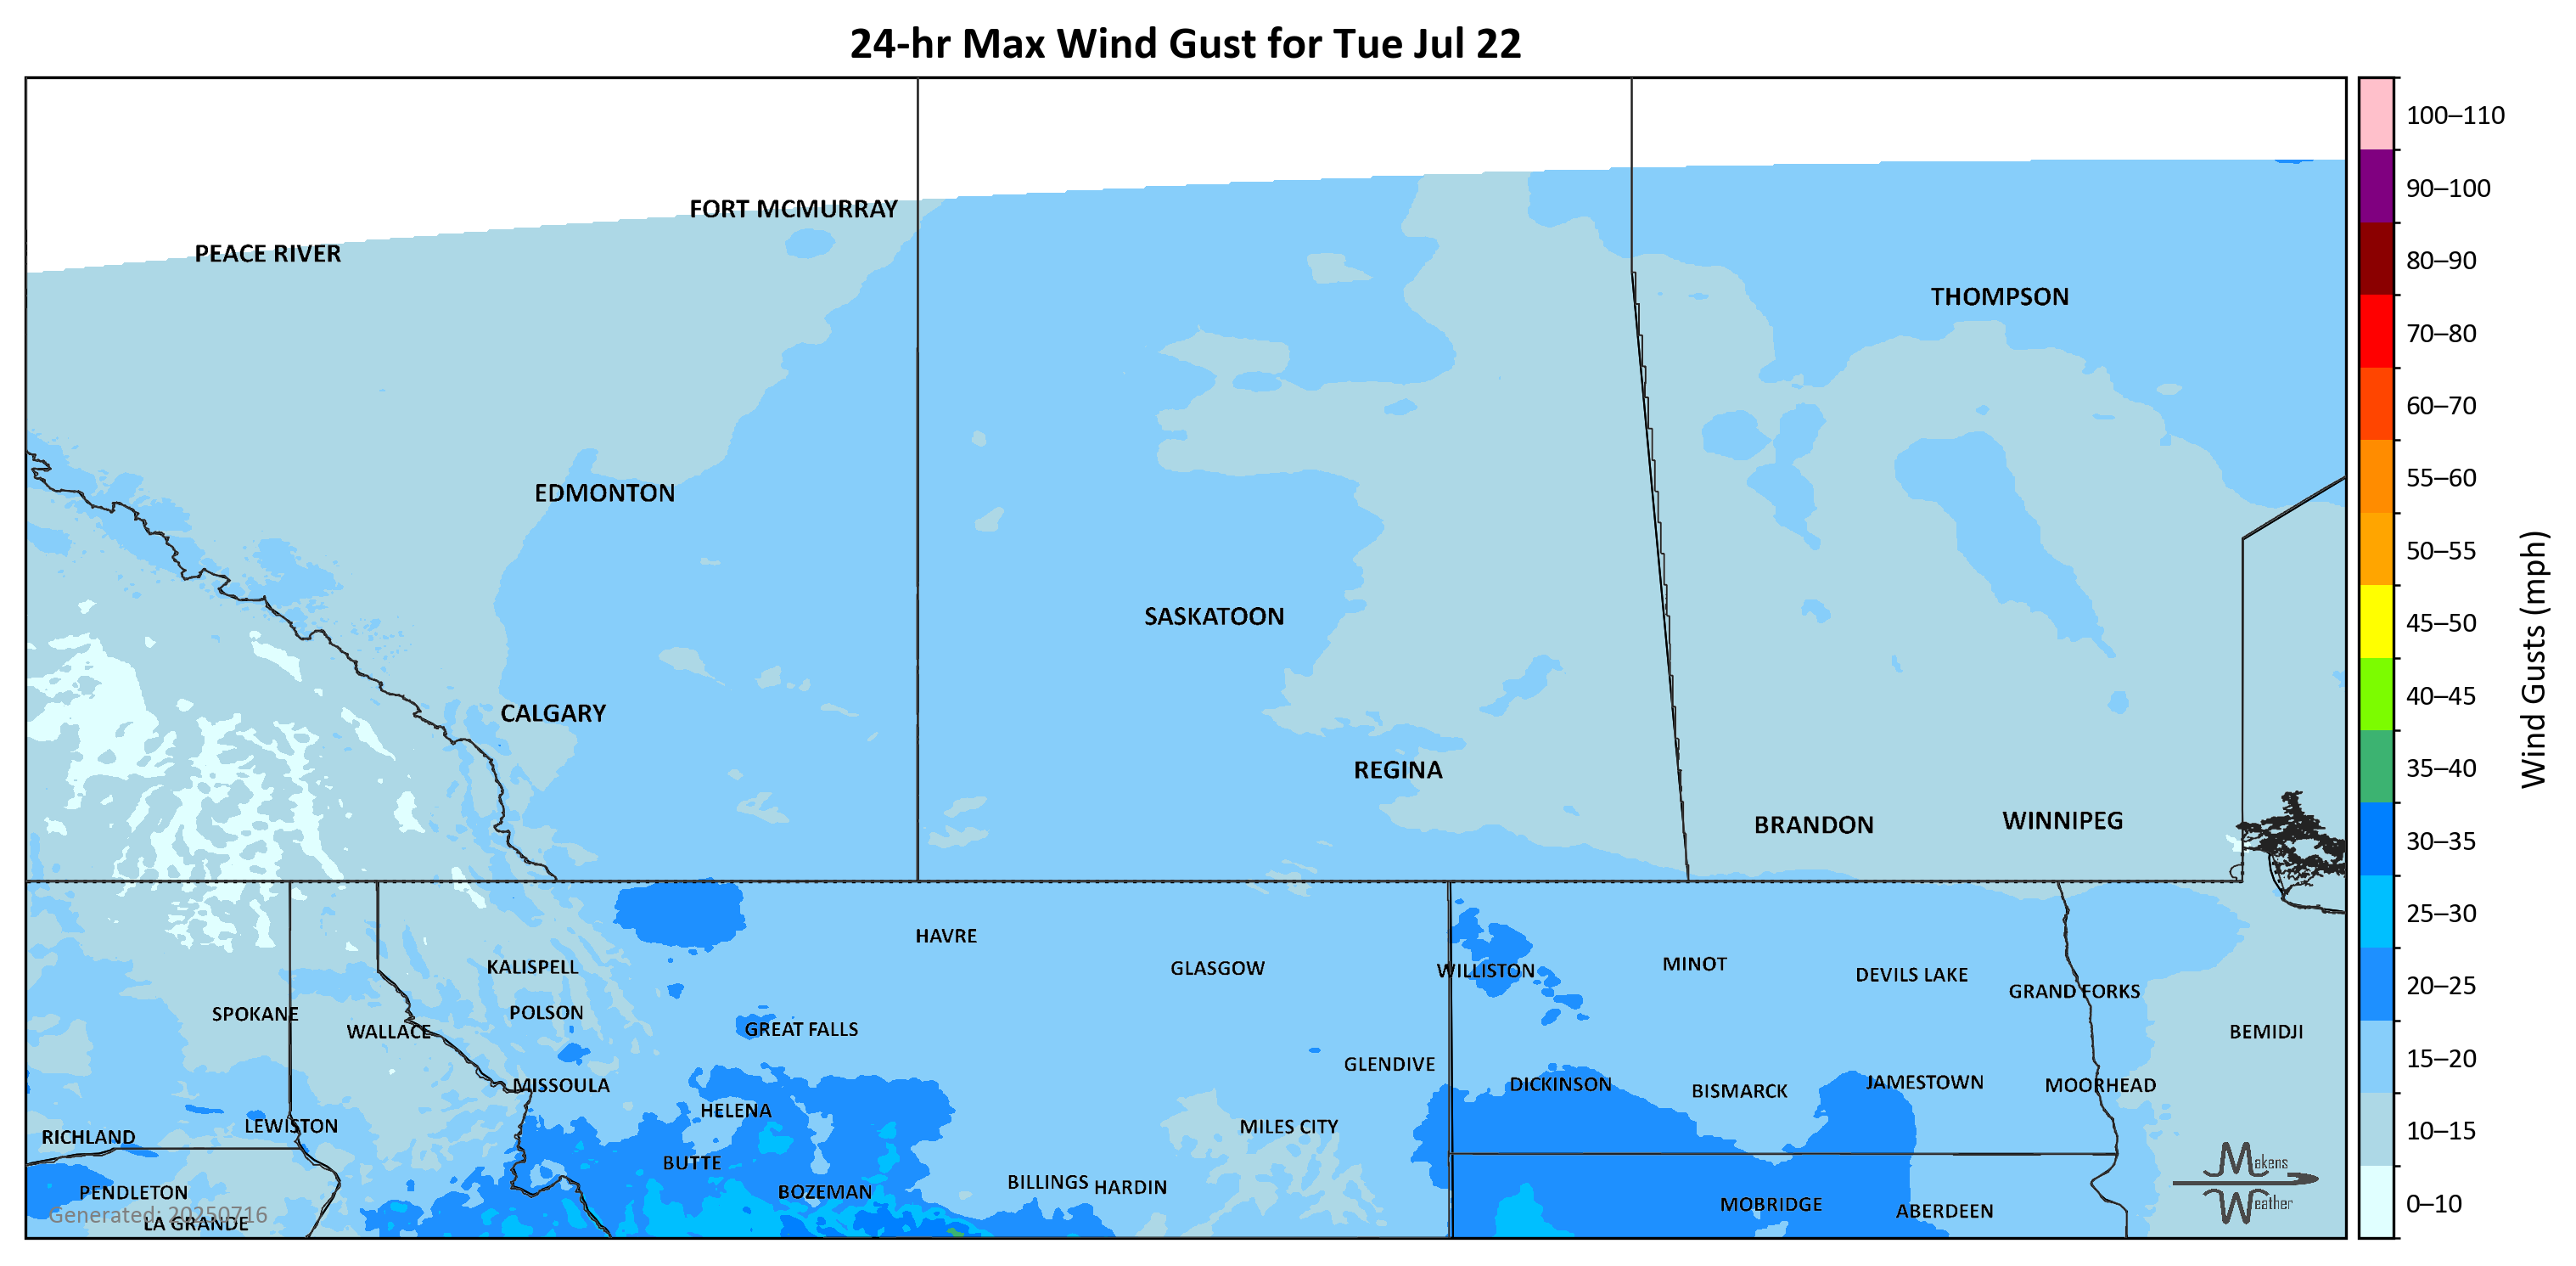 24-hr Max Wind Gust for Tue Jul 22
FORT MCMURRAY
PEACE RIVER
THOMPSON
EDMONTON
SASKATOON
CALGARY
REGINA
BRANDON
WINNIPEG
HAVRE
KALISPELL
GLASGOW
WILLISTON
MINOT
DEVILS LAKE
GRAND FORKS
SPOKANE
POLSON
WALLACE
GREAT FALLS
BEMIDJI
GLENDIVE
MISSOULA
DICKINSON
BISMARCK
JAMESTOWN
MOORHEAD
HELENA
LEWISTON
MILES CITY
RICHLAND
BUTTE
BOZEMAN
BILLINGS
HARDIN
PENDLETON
MOBRIDGE
ABERDEEN
LA GRANDE
Generated: 20250716
Makens
Weather
100–110
90–100
80–90
70–80
60–70
55–60
50–55
45–50
40–45
35–40
30–35
25–30
20–25
15–20
10–15
0–10
Wind Gusts (mph)